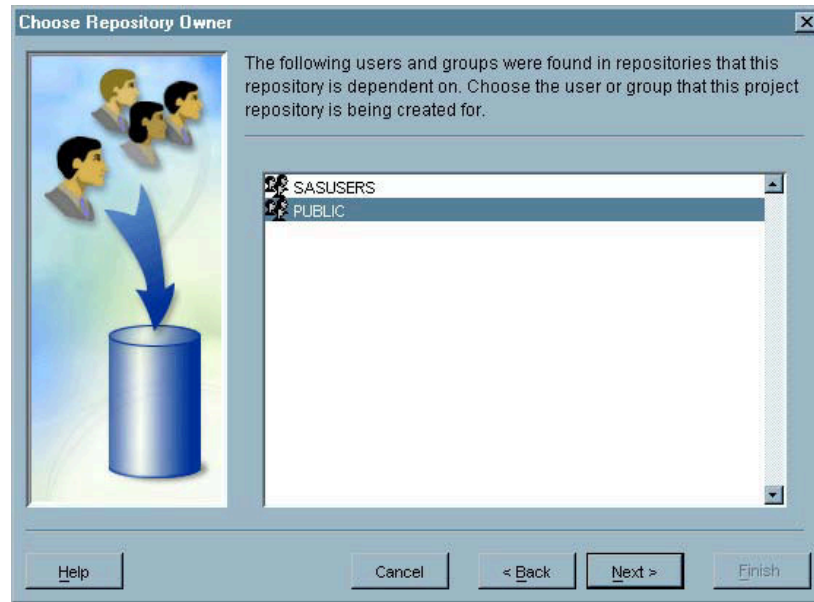 Choose Repository Owner
The following users and groups were found in repositories that this
repository is dependent on. Choose the user or group that this project
repository is being created for.
SASUSERS
PUBLIC
Help
Cancel
< Back
Next >
Finish